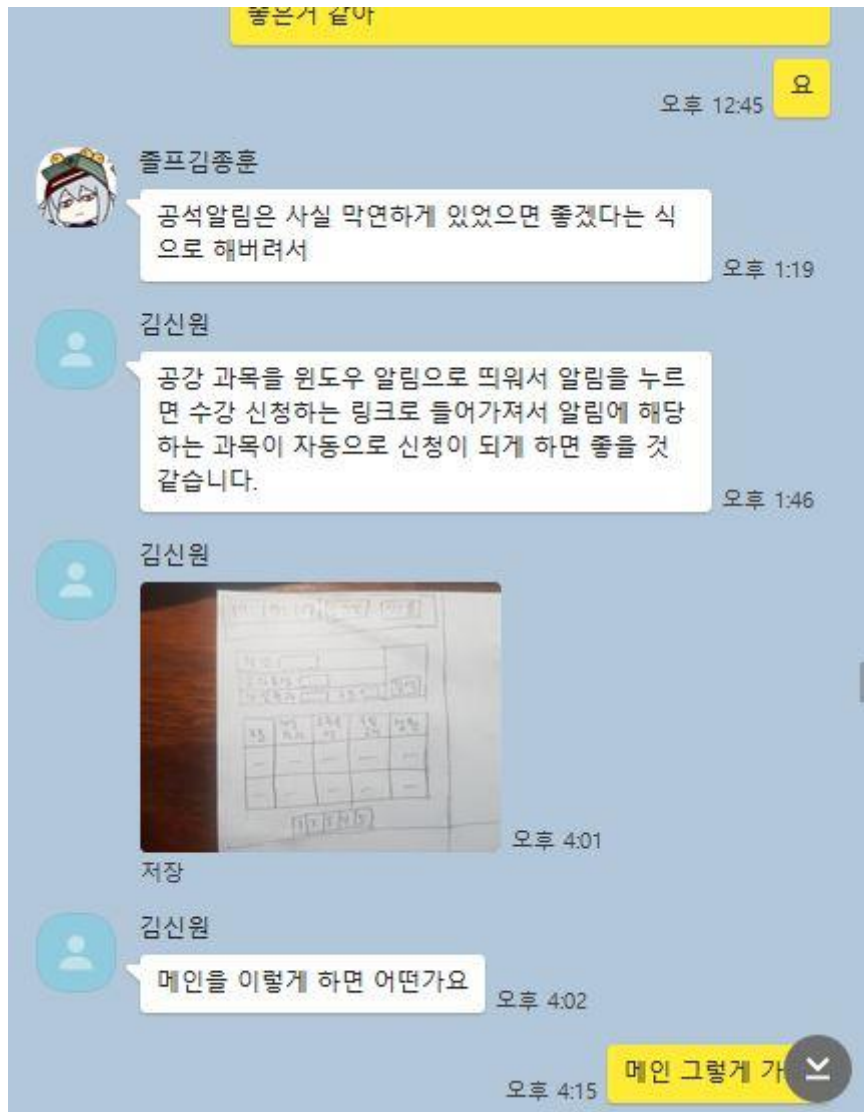 좋은거 같아
요
오후 12:45
졸프김종훈
공석알림은 사실 막연하게 있었으면 좋겠다는 식
으로 해버려서
오후 1:19
김신원
공강 과목을 윈도우 알림으로 띄워서 알림을 누르
면 수강 신청하는 링크로 들어가져서 알림에 해당
하는 과목이 자동으로 신청이 되게 하면 좋을 것
같습니다.
오후 1:46
김신원
1 2 3 4 5
오후 4:01
저장
김신원
메인을 이렇게 하면 어떤가요
오후 4:02
메인 그렇게 가
오후 4:15